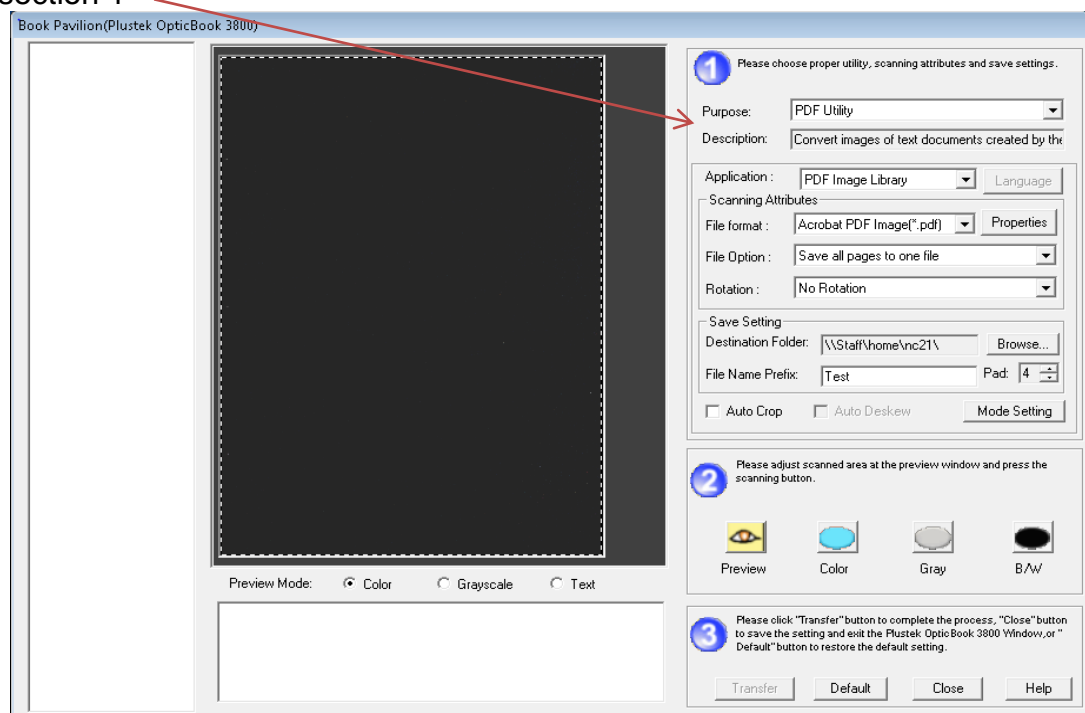 Book Pavilion(Plustek OpticBook 3800)
Please choose proper utility, scanning attributes and save settings.
Purpose: PDF Utility
Description: Convert images of text documents created by the
Application : PDF Image Library Language
Scanning Attributes
File format : Acrobat PDF Image(*.pdf) Properties
File Option : Save all pages to one file
Rotation : No Rotation
Save Setting
Destination Folder: \\Staff\home\nc21\ Browse...
File Name Prefix: Test Pad: 4
Auto Crop Auto Deskew Mode Setting
2 Please adjust scanned area at the preview window and press the
scanning button.
Preview Color Gray B/W
Preview Mode: Color Grayscale Text
3 Please click "Transfer" button to complete the process, "Close" button
to save the setting and exit the Plustek OpticBook 3800 Window,or "
Default" button to restore the default setting.
Transfer Default Close Help